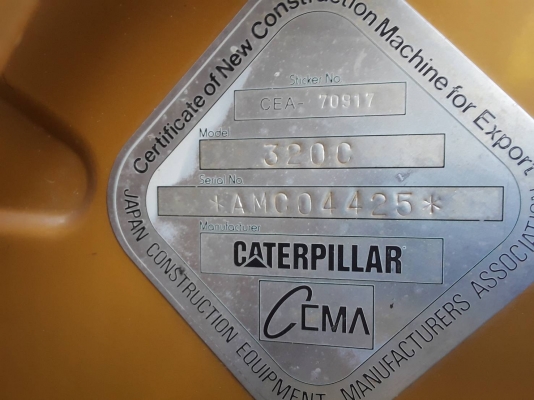 Certificate of New Construction Machine for Export
Sticker No.
CEA- 70917
Model
320C
Serial No.
*AMC04425*
Manufacturer
CATERPILLAR
CEMA
JAPAN CONSTRUCTION EQUIPMENT MANUFACTURERS ASSOCIATION